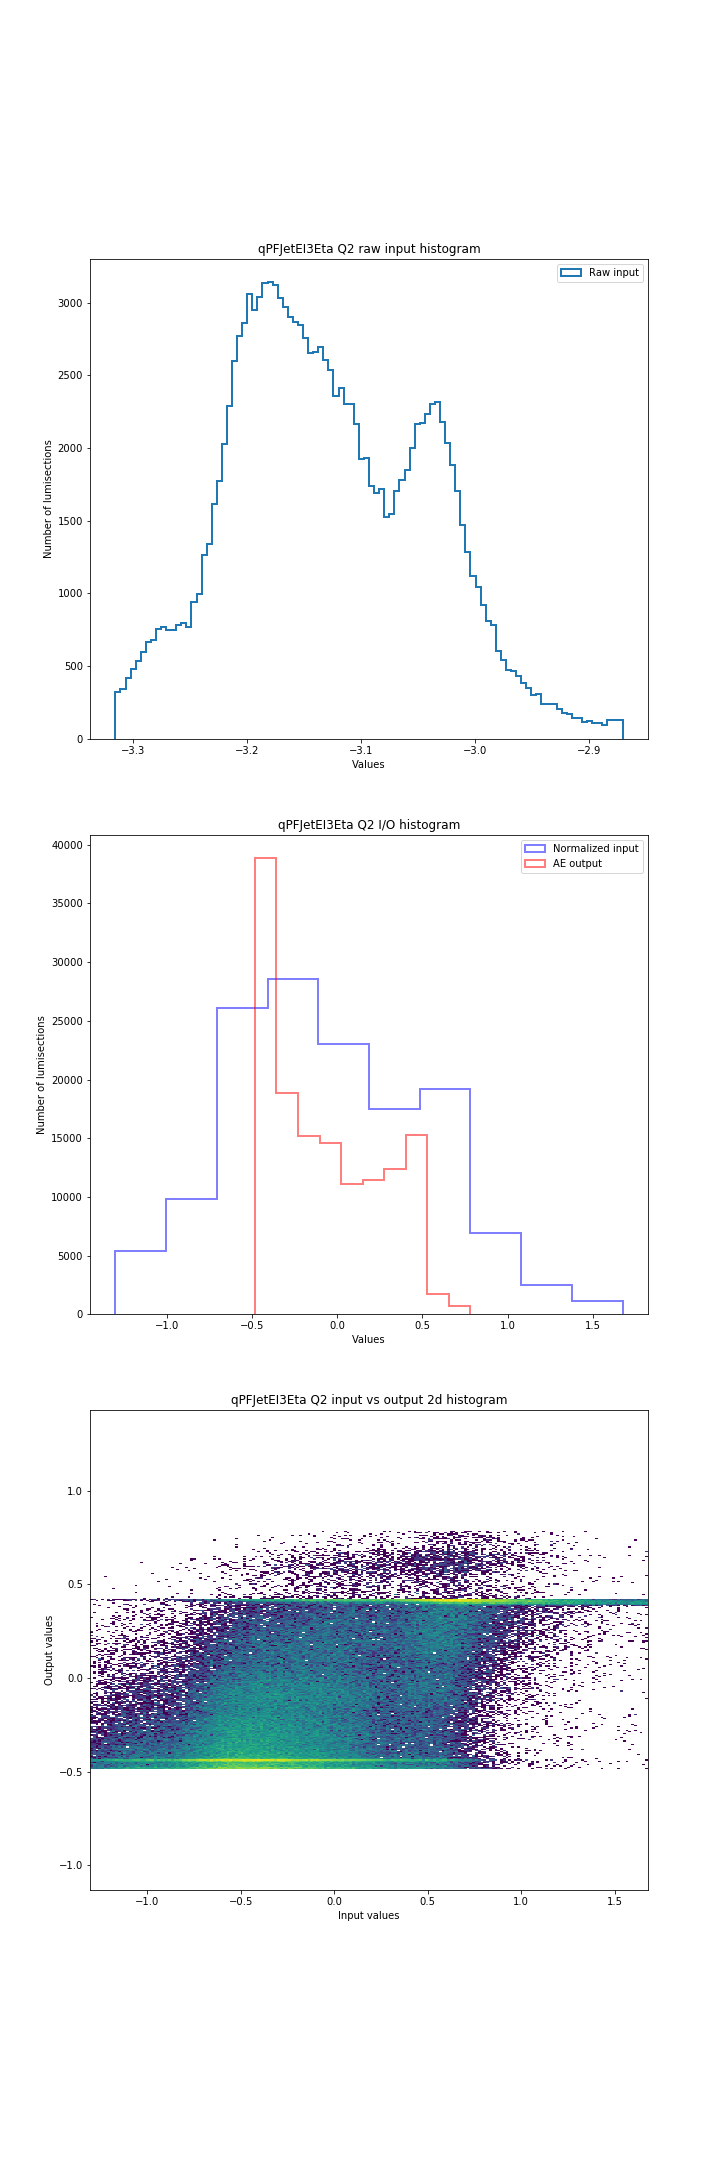 qPFJetEI3Eta Q2 raw input histogram
Raw input
3000
2500
2000
1500
1000
500
0
Number of lumisections
−3.3 −3.2 −3.1 −3.0 −2.9
Values
qPFJetEI3Eta Q2 I/O histogram
Normalized input
AE output
40000
35000
30000
25000
20000
15000
10000
5000
0
Number of lumisections
−1.0 −0.5 0.0 0.5 1.0 1.5
Values
qPFJetEI3Eta Q2 input vs output 2d histogram
1.0
0.5
0.0
−0.5
−1.0
Output values
−1.0 −0.5 0.0 0.5 1.0 1.5
Input values